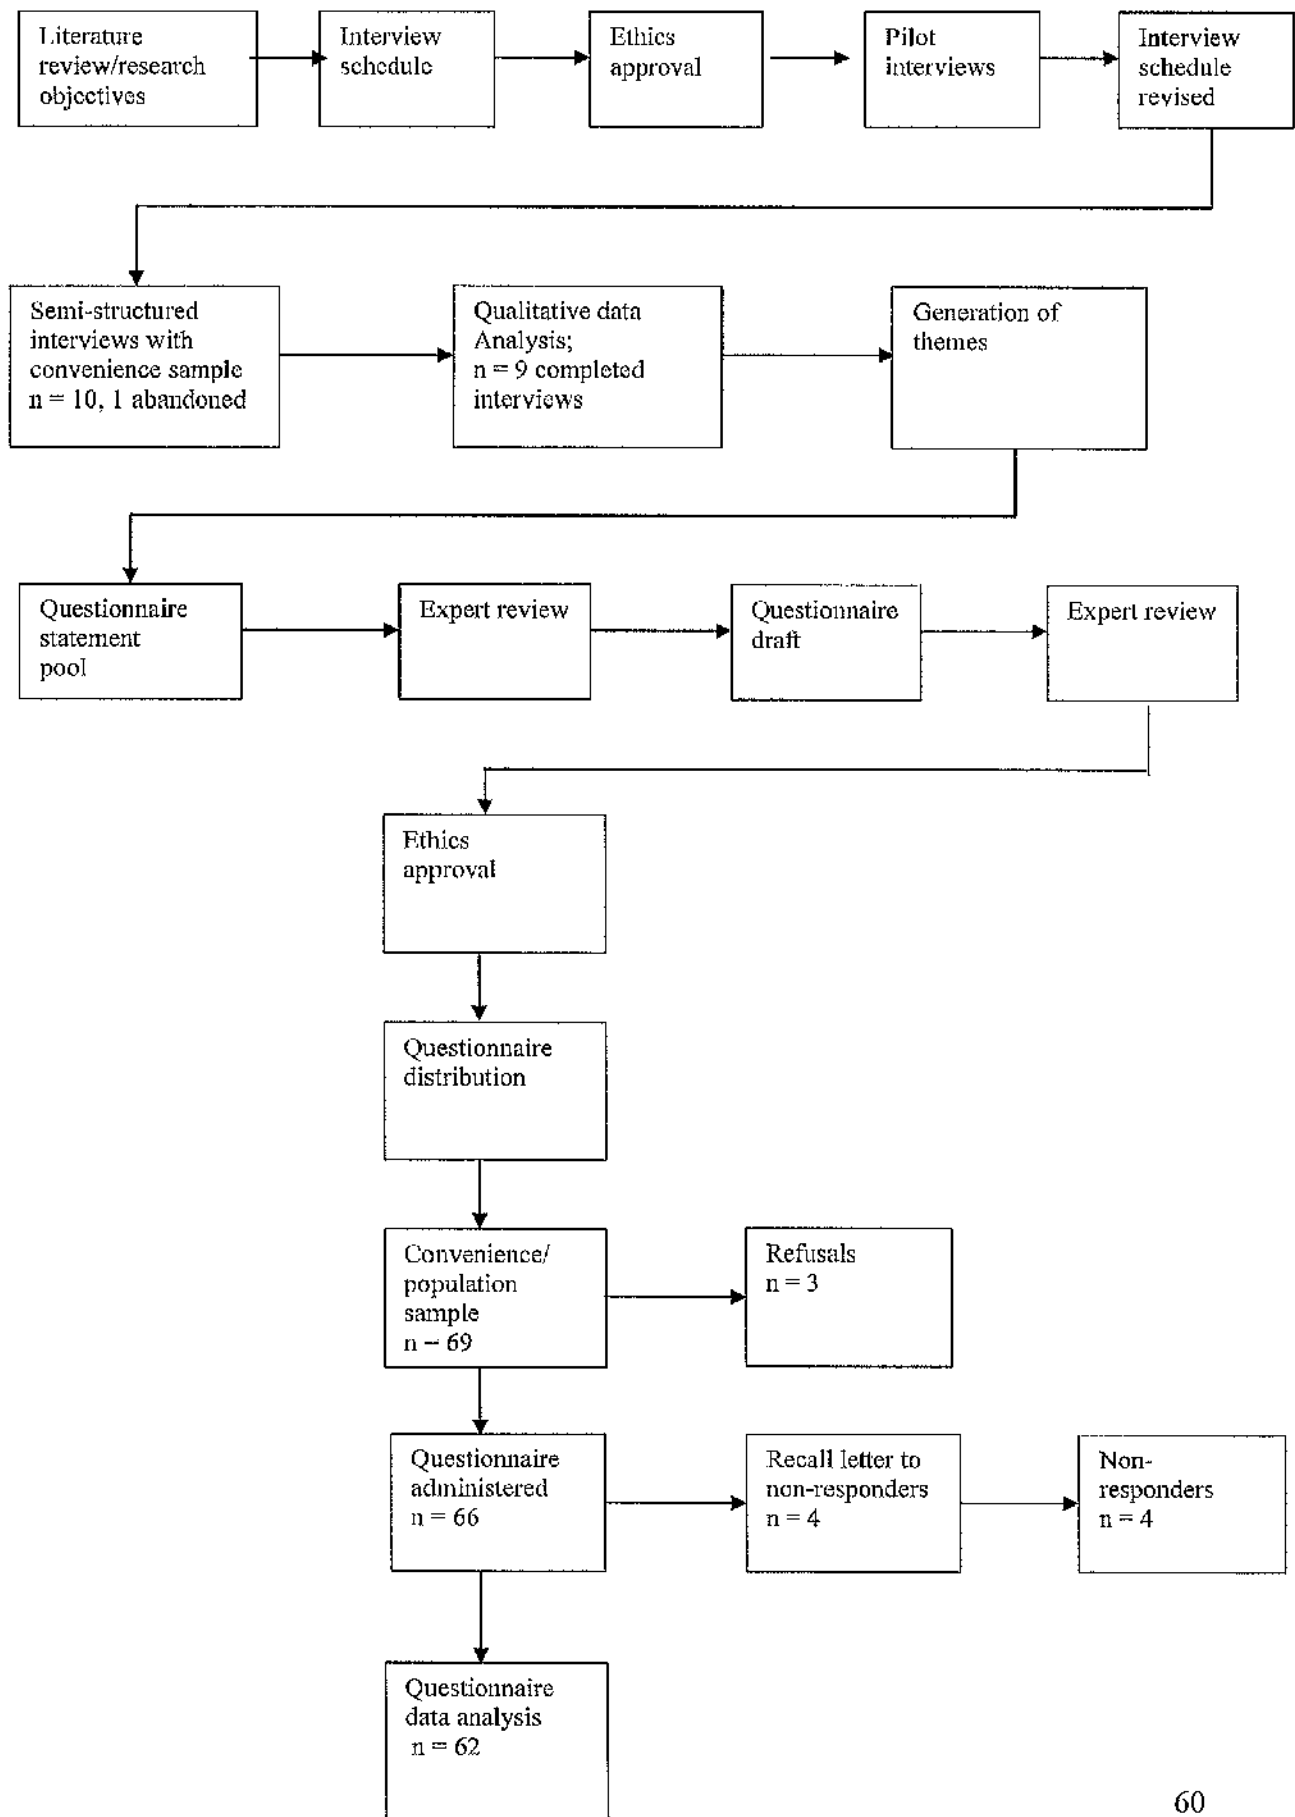 Literature
review/research
objectives
Interview
schedule
Ethics
approval
Pilot
interviews
Interview
schedule
revised
Semi-structured
interviews with
convenience sample
n = 10, 1 abandoned
Qualitative data
Analysis;
n = 9 completed
interviews
Generation of
themes
Questionnaire
statement
pool
Expert review
Questionnaire
draft
Expert review
Ethics
approval
Questionnaire
distribution
Convenience/
population
sample
n = 69
Refusals
n = 3
Questionnaire
administered
n = 66
Recall letter to
non-responders
n = 4
Non-
responders
n = 4
Questionnaire
data analysis
n = 62
60